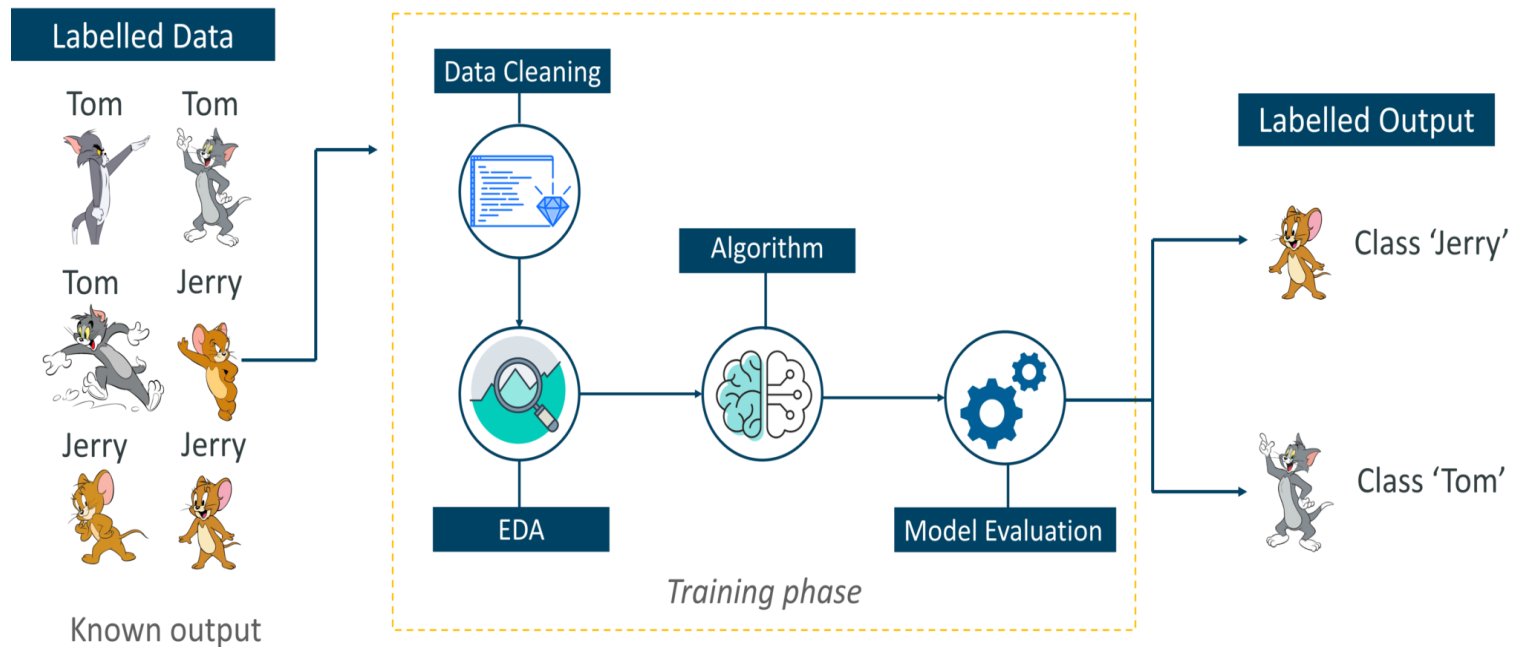 Labelled Data
Tom Tom
Tom Jerry
Jerry Jerry
Known output
Data Cleaning
EDA
Algorithm
Model Evaluation
Training phase
Labelled Output
Class ‘Jerry’
Class ‘Tom’